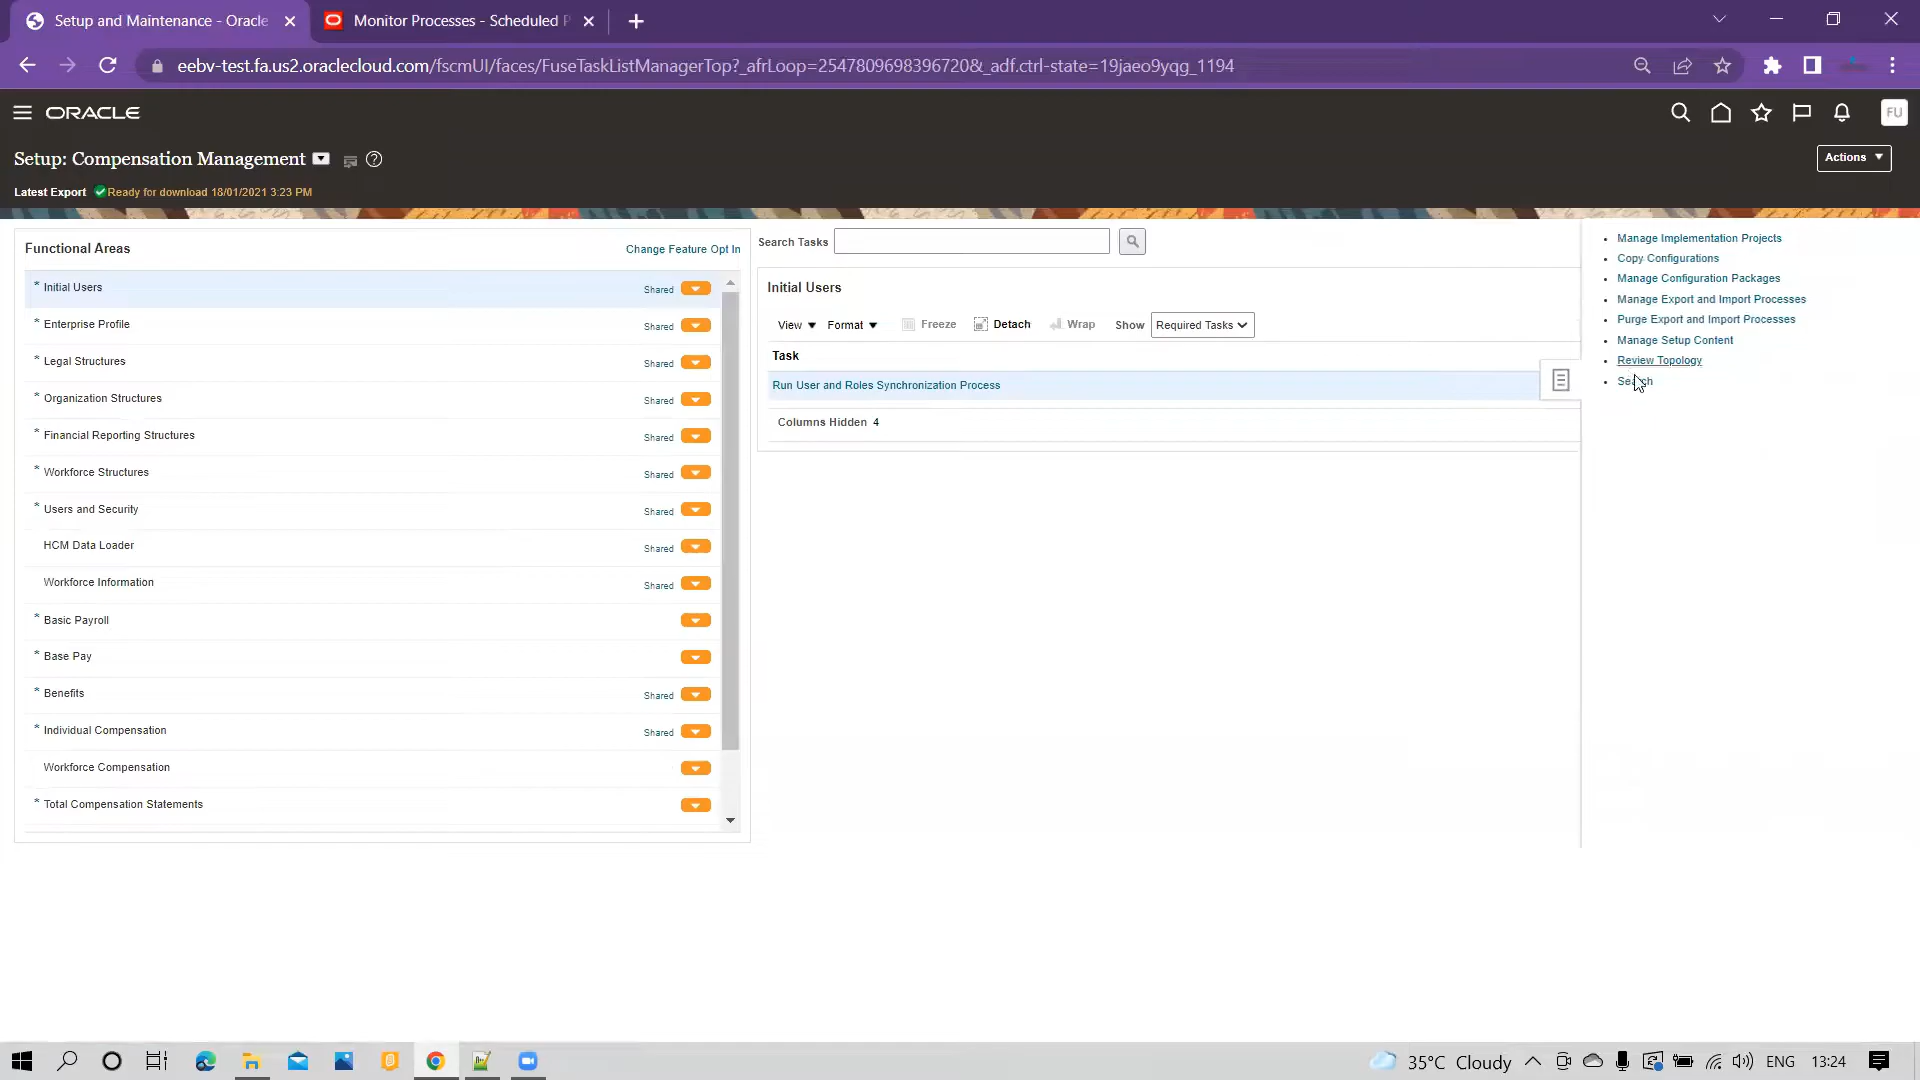 Setup and Maintenance - Oracle
Monitor Processes - Scheduled P
eebv-test.fa.us2.oraclecloud.com/fscmUI/faces/FuseTaskListManagerTop?_afrLoop=2547809698396720&_adf.ctrl-state=19jaeo9yqg_1194
ORACLE
FU
Setup: Compensation Management
Actions
Latest Export Ready for download 18/01/2021 3:23 PM
Functional Areas
Change Feature Opt In
* Initial Users Shared
* Enterprise Profile Shared
* Legal Structures Shared
* Organization Structures Shared
* Financial Reporting Structures Shared
* Workforce Structures Shared
* Users and Security Shared
HCM Data Loader Shared
Workforce Information Shared
* Basic Payroll
* Base Pay
* Benefits Shared
* Individual Compensation Shared
Workforce Compensation
* Total Compensation Statements
Search Tasks
Initial Users
View Format Freeze Detach Wrap Show Required Tasks
Task
Run User and Roles Synchronization Process
Columns Hidden 4
Manage Implementation Projects
Copy Configurations
Manage Configuration Packages
Manage Export and Import Processes
Purge Export and Import Processes
Manage Setup Content
Review Topology
Search
35°C Cloudy
ENG
13:24